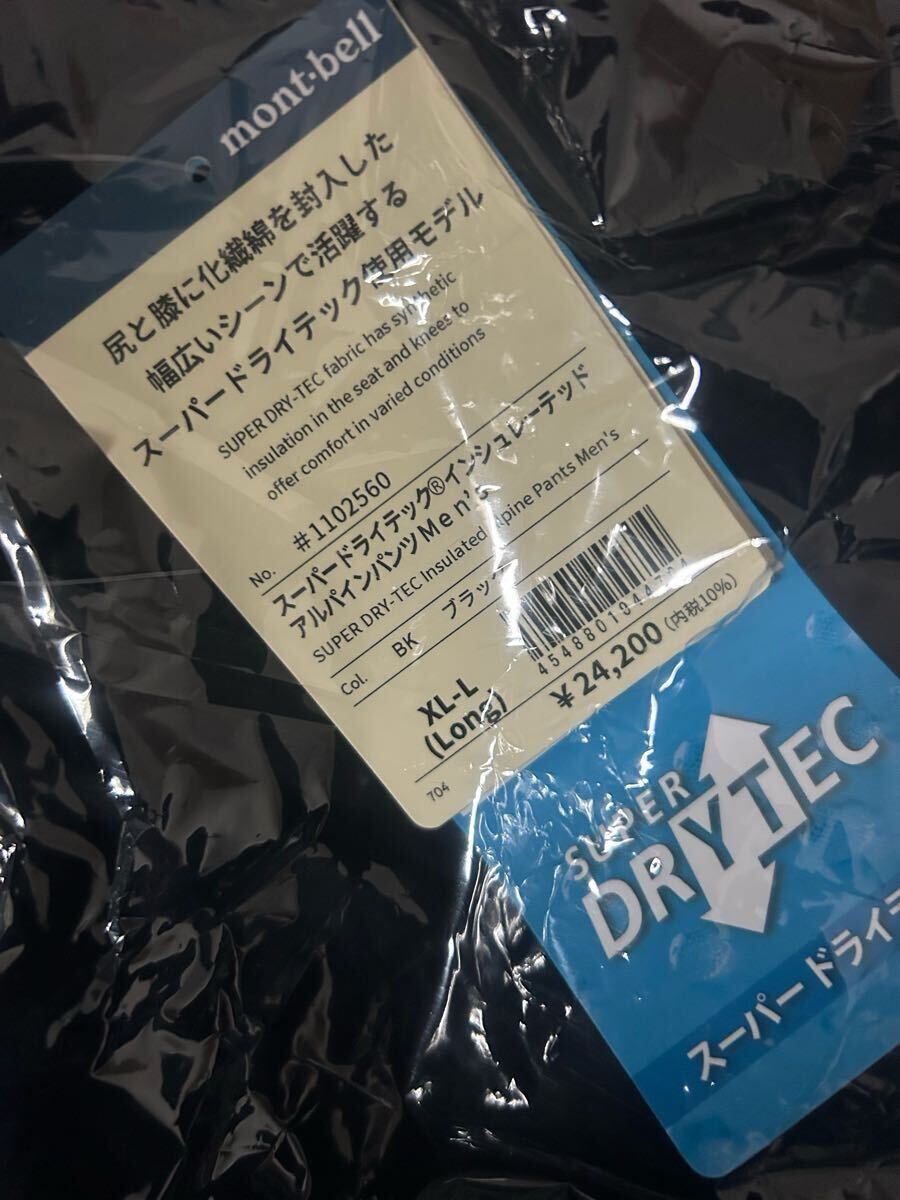 mont·bell
尻と膝に化繊綿を封入した
幅広いシーンで活躍する
スーパードライテック使用モデル
SUPER DRY-TEC fabric has synthetic
insulation in the seat and knees to
offer comfort in varied conditions
No. #1102560
スーパードライテック®インシュレーテッド
アルパインパンツMen's
SUPER DRY-TEC Insulated Alpine Pants Men's
Col. BK ブラック
XL-L
(Long)
¥24,200(内税10%)
704
SUPER
DRYTEC
スーパードライテ